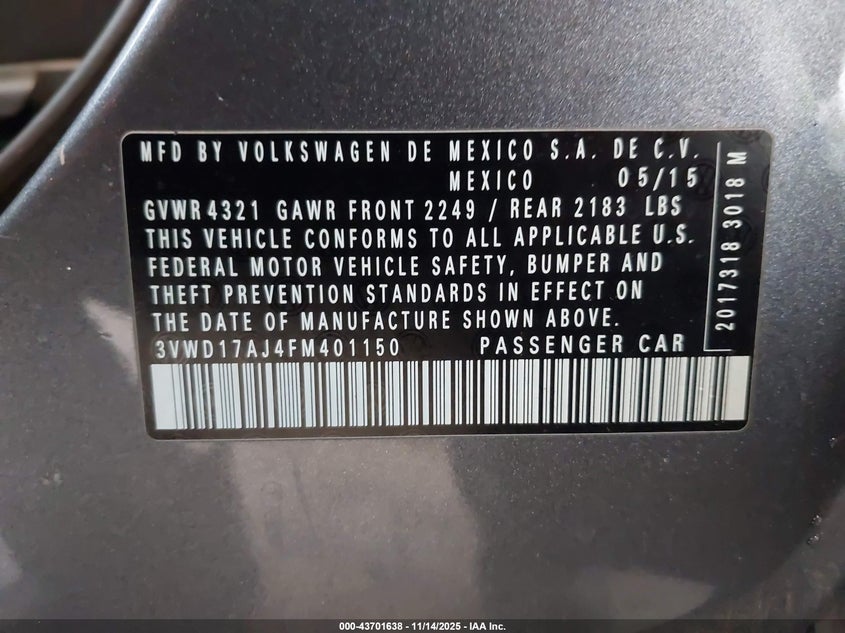 MFD BY VOLKSWAGEN DE MEXICO S.A. DE C.V.
MEXICO 05/15
GVWR 4321 GAWR FRONT 2249 / REAR 2183 LBS
THIS VEHICLE CONFORMS TO ALL APPLICABLE U.S.
FEDERAL MOTOR VEHICLE SAFETY, BUMPER AND
THEFT PREVENTION STANDARDS IN EFFECT ON
THE DATE OF MANUFACTURE SHOWN ABOVE.
3VWD17AJ4FM401150 PASSENGER CAR
2017318 3018 M
000-43701638 - 11/14/2025 - IAA Inc.